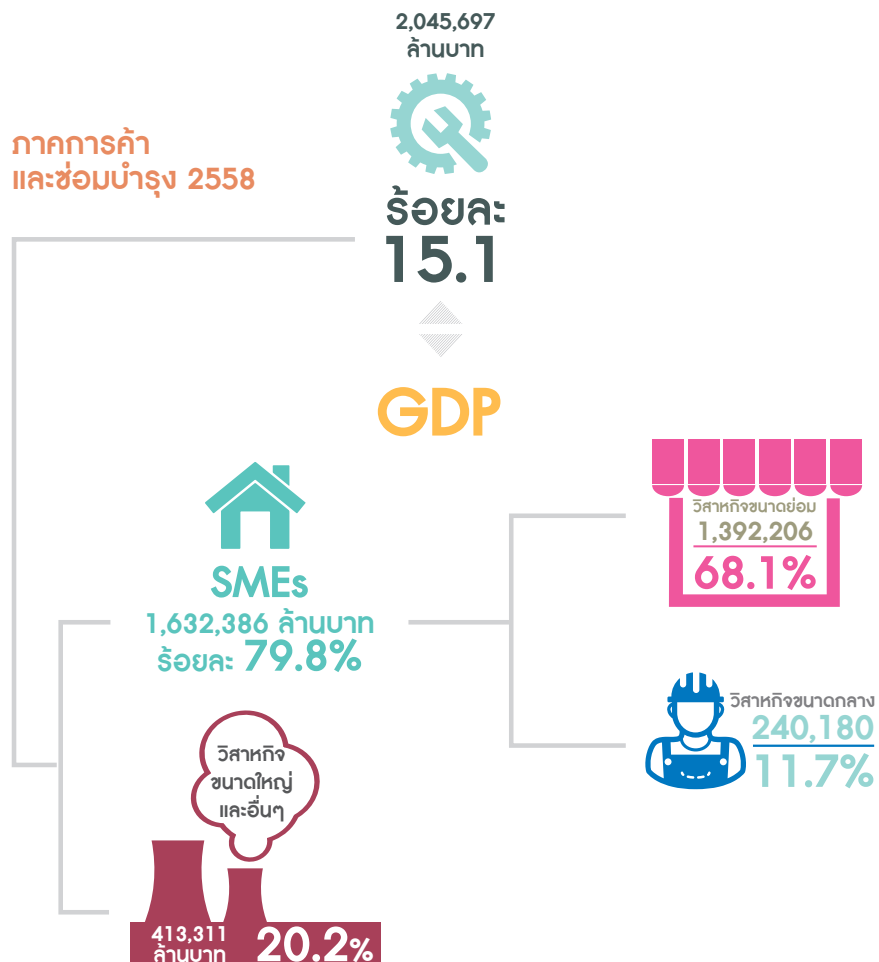 2,045,697
ล้านบาท
ภาคการค้า
และซ่อมบำรุง 2558
ร้อยละ
15.1
GDP
SMEs
1,632,386 ล้านบาท
ร้อยละ 79.8%
วิสาหกิจขนาดย่อม
1,392,206
68.1%
วิสาหกิจขนาดกลาง
240,180
11.7%
วิสาหกิจ
ขนาดใหญ่
และอื่นๆ
413,311
ล้านบาท
20.2%